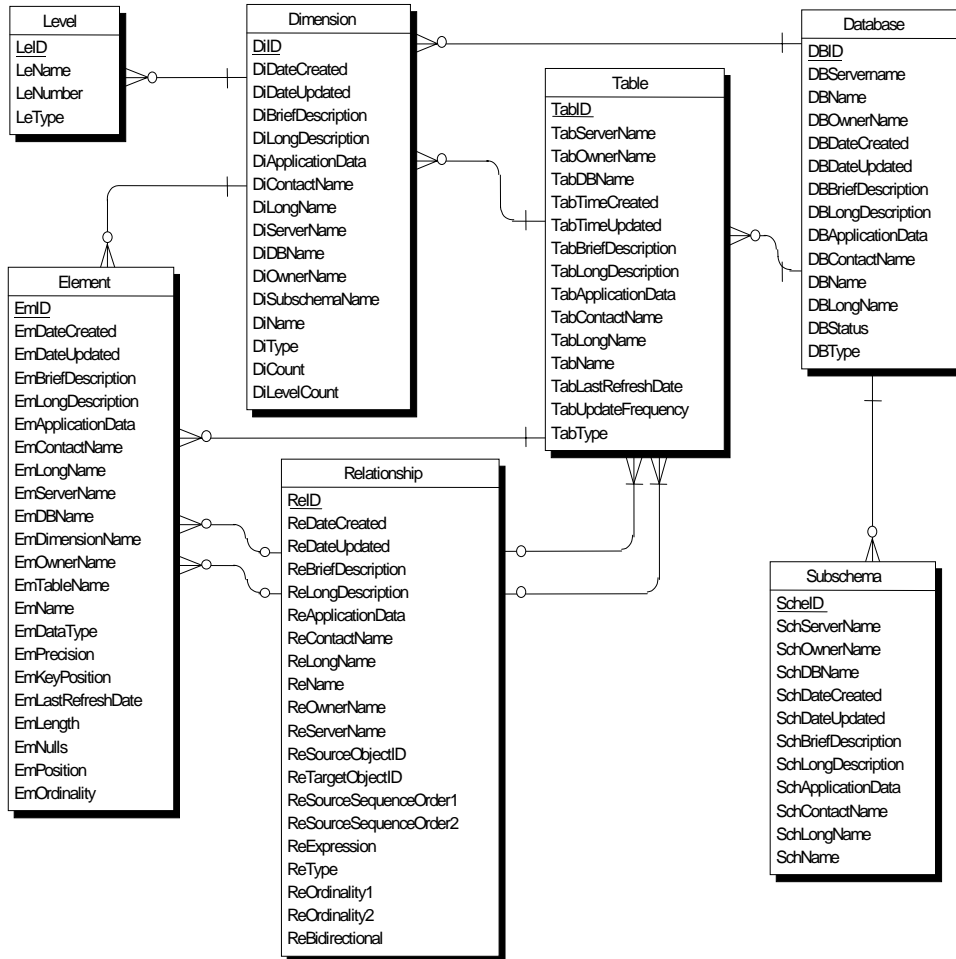 Level
LeID
LeName
LeNumber
LeType
Dimension
DiID
DiDateCreated
DiDateUpdated
DiBriefDescription
DiLongDescription
DiApplicationData
DiContactName
DiLongName
DiServerName
DiDBName
DiOwnerName
DiSubschemaName
DiName
DiType
DiCount
DiLevelCount
Table
TabID
TabServerName
TabOwnerName
TabDBName
TabTimeCreated
TabTimeUpdated
TabBriefDescription
TabLongDescription
TabApplicationData
TabContactName
TabLongName
TabName
TabLastRefreshDate
TabUpdateFrequency
TabType
Database
DBID
DBServername
DBName
DBOwnerName
DBDateCreated
DBDateUpdated
DBBriefDescription
DBLongDescription
DBApplicationData
DBContactName
DBName
DBLongName
DBStatus
DBType
Element
EmID
EmDateCreated
EmDateUpdated
EmBriefDescription
EmLongDescription
EmApplicationData
EmContactName
EmLongName
EmServerName
EmDBName
EmDimensionName
EmOwnerName
EmTableName
EmName
EmDataType
EmPrecision
EmKeyPosition
EmLastRefreshDate
EmLength
EmNulls
EmPosition
EmOrdinality
Relationship
ReID
ReDateCreated
ReDateUpdated
ReBriefDescription
ReLongDescription
ReApplicationData
ReContactName
ReLongName
ReName
ReOwnerName
ReServerName
ReSourceObjectID
ReTargetObjectID
ReSourceSequenceOrder1
ReSourceSequenceOrder2
ReExpression
ReType
ReOrdinality1
ReOrdinality2
ReBidirectional
Subschema
ScheID
SchServerName
SchOwnerName
SchDBName
SchDateCreated
SchDateUpdated
SchBriefDescription
SchLongDescription
SchApplicationData
SchContactName
SchLongName
SchName